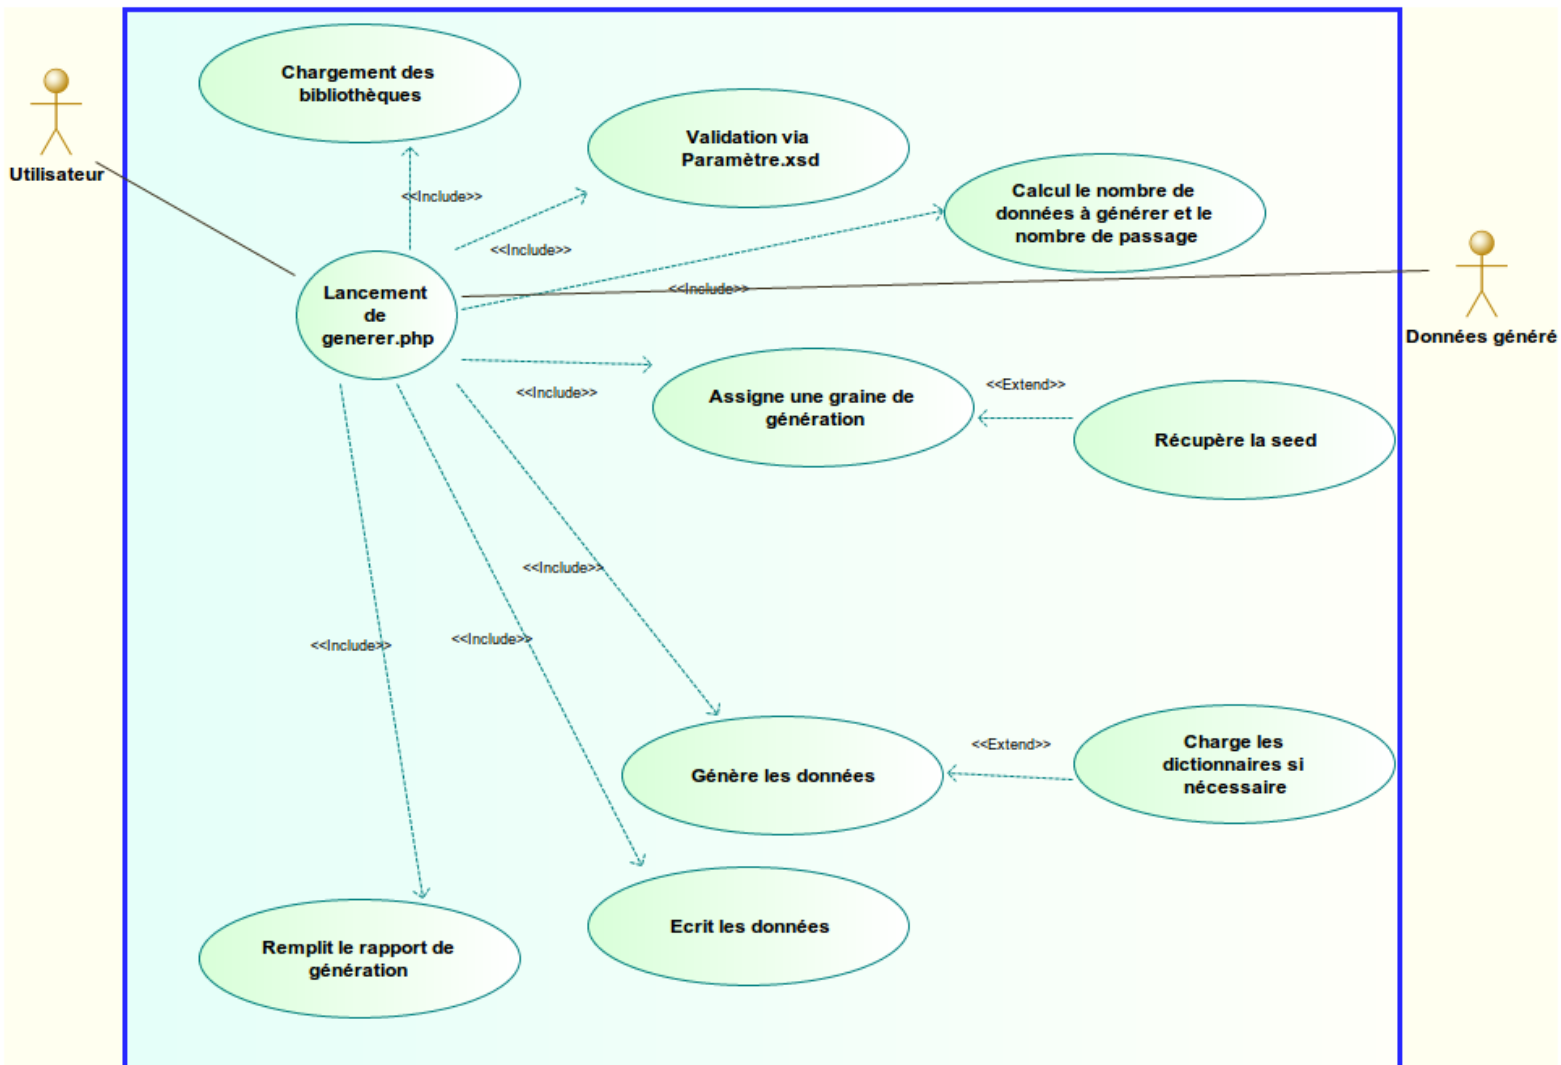 Chargement des
bibliothèques
Validation via
Paramètre.xsd
Utilisateur
<<Include>>
Calcul le nombre de
données à générer et le
nombre de passage
<<Include>>
Lancement
de
generer.php
<<Include>>
Données généré
<<Include>>
Assigne une graine de
génération
<<Extend>>
Récupère la seed
<<Include>>
<<Include>>
<<Include>>
Génère les données
<<Extend>>
Charge les
dictionnaires si
nécessaire
Ecrit les données
Remplit le rapport de
génération